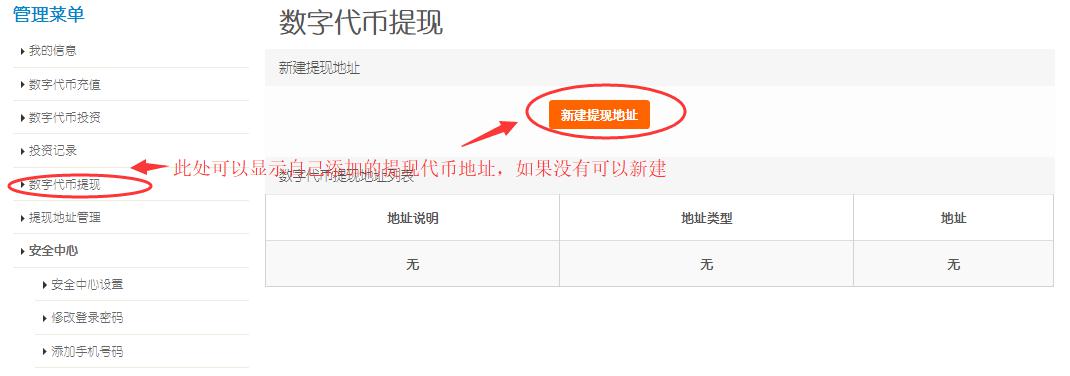 管理菜单
我的信息
数字代币充值
数字代币投资
投资记录
数字代币提现
提现地址管理
安全中心
安全中心设置
修改登录密码
添加手机号码
数字代币提现
新建提现地址
新建提现地址
此处可以显示自己添加的提现代币地址，如果没有可以新建
数字代币提现地址列表
地址说明 地址类型 地址
无 无 无